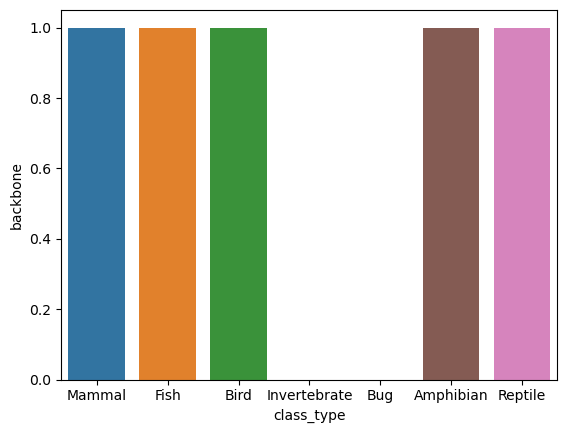 1.0
0.8
0.6
0.4
0.2
0.0
backbone
Mammal Fish Bird Invertebrate Bug Amphibian Reptile
class_type